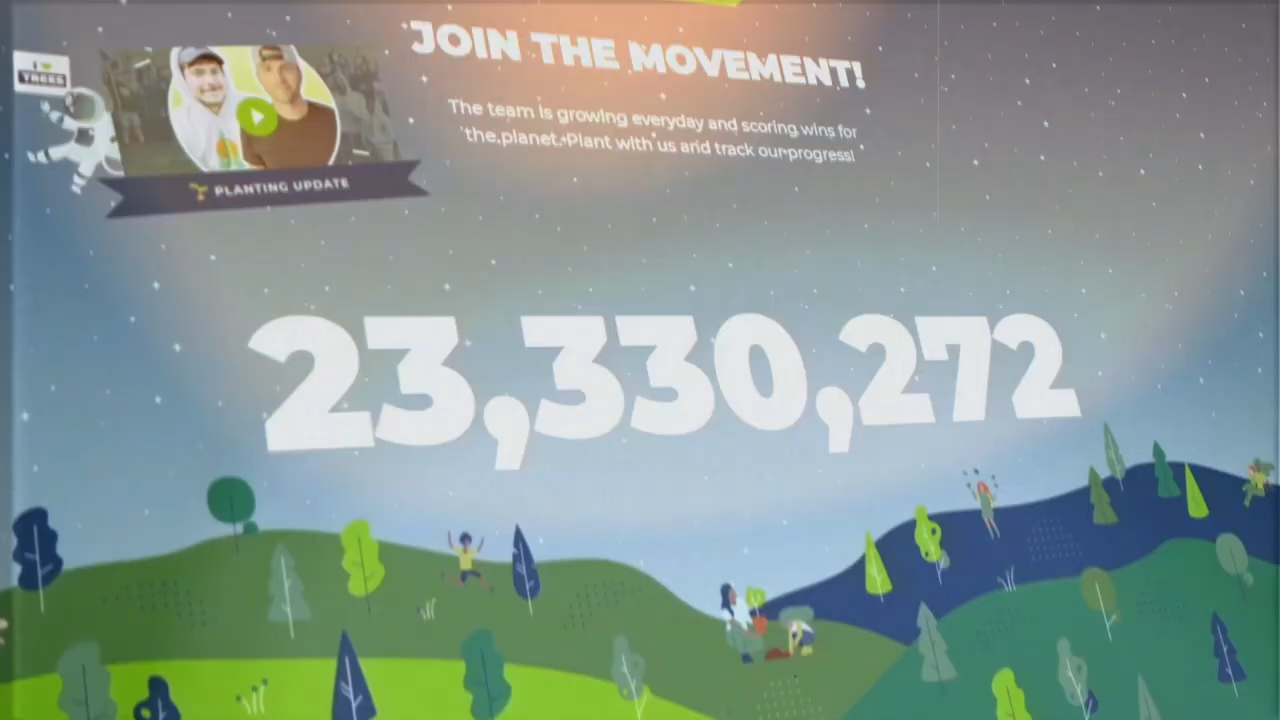 JOIN THE MOVEMENT!
The team is growing everyday and scoring wins for
the planet. Plant with us and track our progress!
I
TREES
PLANTING UPDATE
23,330,272